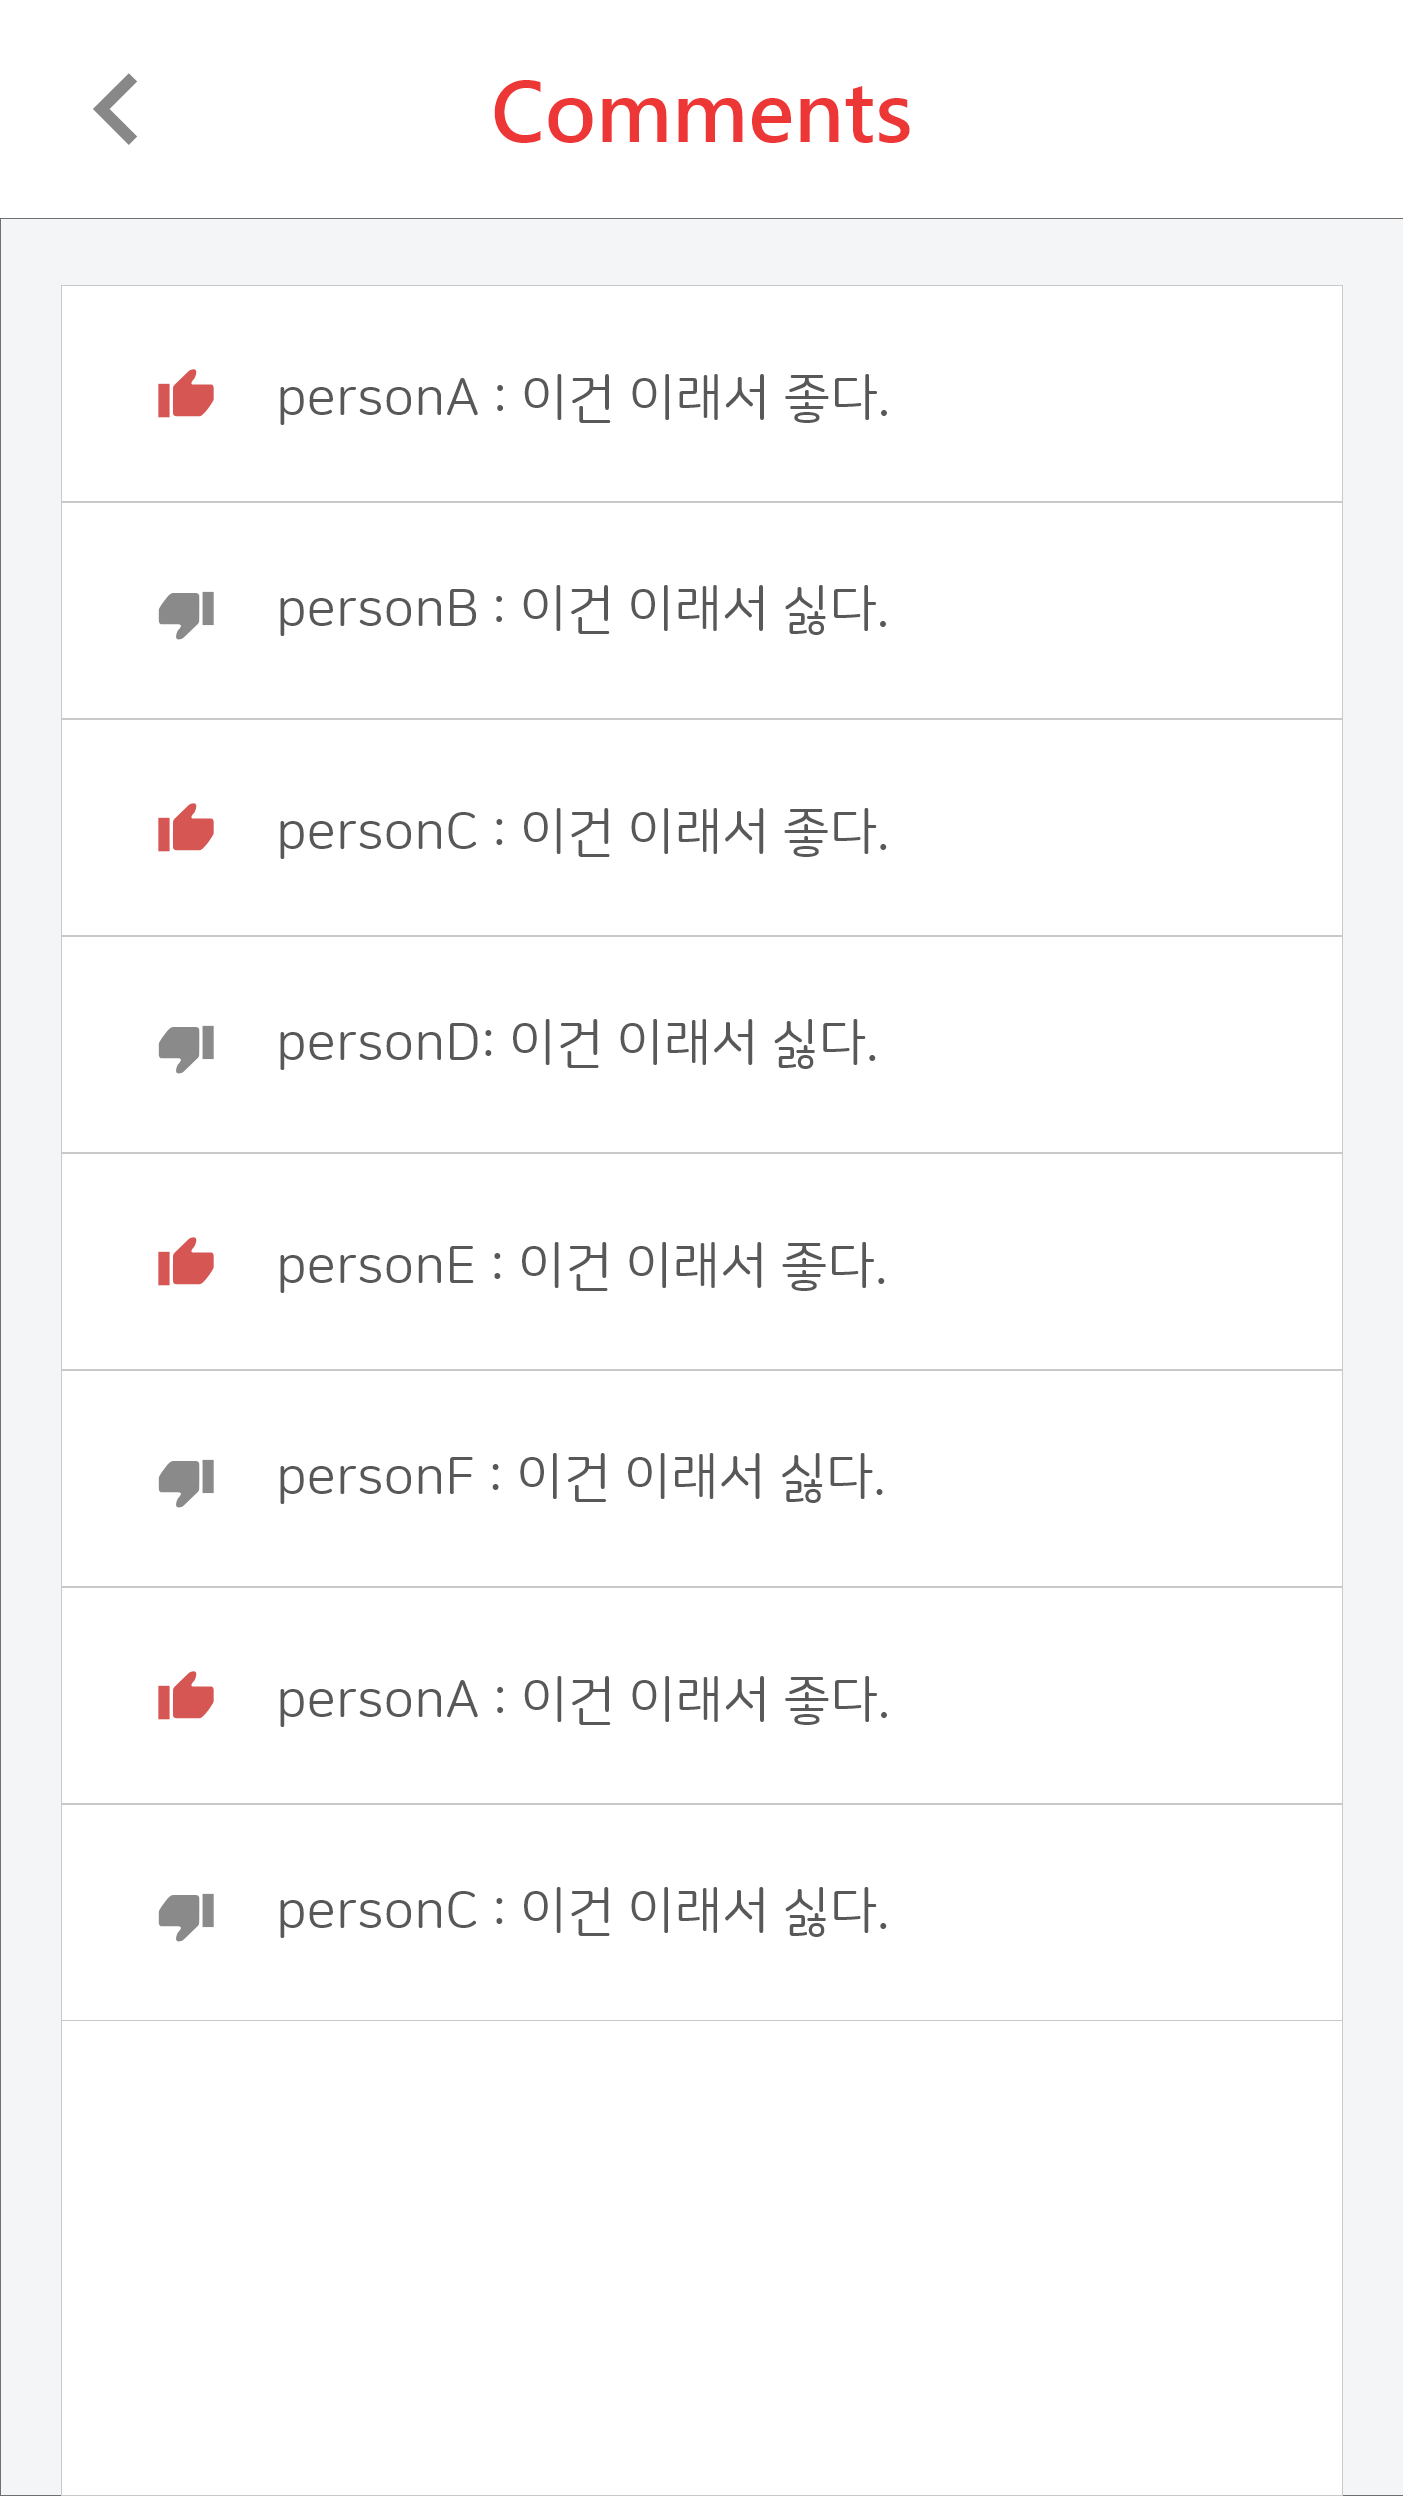 Comments
personA : 이건 이래서 좋다.
personB : 이건 이래서 싫다.
personC : 이건 이래서 좋다.
personD: 이건 이래서 싫다.
personE : 이건 이래서 좋다.
personF : 이건 이래서 싫다.
personA : 이건 이래서 좋다.
personC : 이건 이래서 싫다.